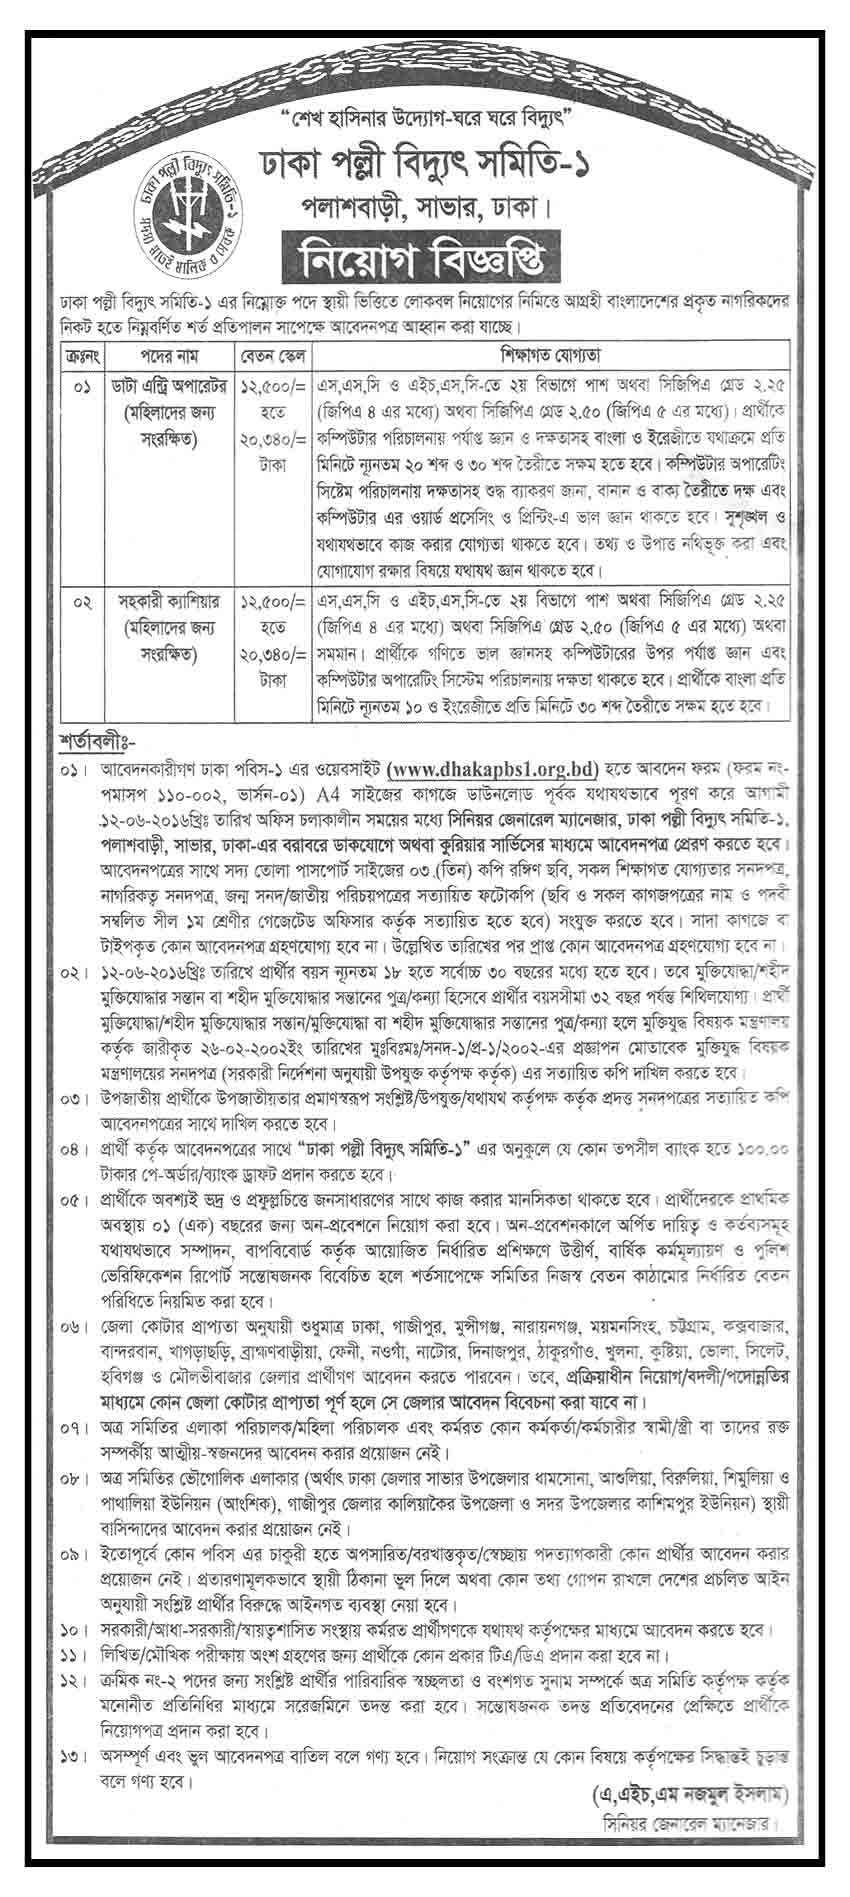 "শেখ হাসিনার উদ্যোগ-ঘরে ঘরে বিদ্যুৎ"
ঢাকা পল্লী বিদ্যুৎ সমিতি-১
ঢাকা পল্লী বিদ্যুৎ সমিতি-১
পলাশবাড়ী, সাভার, ঢাকা।
নিয়োগ বিজ্ঞপ্তি
ঢাকা পল্লী বিদ্যুৎ সমিতি-১ এর নিম্নোক্ত পদে স্থায়ী ভিত্তিতে লোকবল নিয়োগের নিমিত্তে আগ্রহী বাংলাদেশের প্রকৃত নাগরিকদের
নিকট হতে নিম্নবর্ণিত শর্ত প্রতিপালন সাপেক্ষে আবেদনপত্র আহ্বান করা যাচ্ছে।
ক্রঃনং পদের নাম বেতন স্কেল শিক্ষাগত যোগ্যতা
০১ ডাটা এন্ট্রি অপারেটর ১২,৫০০/= এস,এস,সি ও এইচ,এস,সি-তে ২য় বিভাগে পাশ অথবা সিজিপিএ গ্রেড ২.২৫
(মহিলাদের জন্য হতে (জিপিএ ৪ এর মধ্যে) অথবা সিজিপিএ গ্রেড ২.৫০ (জিপিএ ৫ এর মধ্যে)। প্রার্থীকে
সংরক্ষিত) ২০,৩৪০/= কম্পিউটার পরিচালনায় পর্যাপ্ত জ্ঞান ও দক্ষতাসহ বাংলা ও ইরেজীতে যথাক্রমে প্রতি
টাকা মিনিটে ন্যূনতম ২০ শব্দ ও ৩০ শব্দ তৈরীতে সক্ষম হতে হবে। কম্পিউটার অপারেটিং
সিষ্টেম পরিচালনায় দক্ষতাসহ শুদ্ধ ব্যাকরণ জানা, বানান ও বাক্য তৈরীতে দক্ষ এবং
কম্পিউটার এর ওয়ার্ড প্রসেসিং ও প্রিন্টিং-এ ভাল জ্ঞান থাকতে হবে। সুশৃঙ্খল ও
যথাযথভাবে কাজ করার যোগ্যতা থাকতে হবে। তথ্য ও উপাত্ত নথিভূক্ত করা এবং
যোগাযোগ রক্ষার বিষয়ে যথাযথ জ্ঞান থাকতে হবে।
০২ সহকারী ক্যাশিয়ার ১২,৫০০/= এস,এস,সি ও এইচ,এস,সি-তে ২য় বিভাগে পাশ অথবা সিজিপিএ গ্রেড ২.২৫
(মহিলাদের জন্য হতে (জিপিএ ৪ এর মধ্যে) অথবা সিজিপিএ গ্রেড ২.৫০ (জিপিএ ৫ এর মধ্যে) অথবা
সংরক্ষিত) ২০,৩৪০/= সমমান। প্রার্থীকে গণিতে ভাল জ্ঞানসহ কম্পিউটারের উপর পর্যাপ্ত জ্ঞান এবং
টাকা কম্পিউটার অপারেটিং সিস্টেম পরিচালনায় দক্ষতা থাকতে হবে। প্রার্থীকে বাংলা প্রতি
মিনিটে ন্যূনতম ১০ ও ইংরেজীতে প্রতি মিনিটে ৩০ শব্দ তৈরীতে সক্ষম হতে হবে।
শর্তাবলীঃ-
০১। আবেদনকারীগণ ঢাকা পবিস-১ এর ওয়েবসাইট (www.dhakapbs1.org.bd) হতে আবদেন ফরম (ফরম নং-
পমাসপ ১১০-০০২, ভার্সন-০১) A4 সাইজের কাগজে ডাউনলোড পূর্বক যথাযথভাবে পূরণ করে আগামী
১২-০৬-২০১৬খ্রিঃ তারিখ অফিস চলাকালীন সময়ের মধ্যে সিনিয়র জেনারেল ম্যানেজার, ঢাকা পল্লী বিদ্যুৎ সমিতি-১,
পলাশবাড়ী, সাভার, ঢাকা-এর বরাবরে ডাকযোগে অথবা কুরিয়ার সার্ভিসের মাধ্যমে আবেদনপত্র প্রেরণ করতে হবে।
আবেদনপত্রের সাথে সদ্য তোলা পাসপোর্ট সাইজের ০৩ (তিন) কপি রঙ্গিণ ছবি, সকল শিক্ষাগত যোগ্যতার সনদপত্র,
নাগরিকত্ব সনদপত্র, জন্ম সনদ/জাতীয় পরিচয়পত্রের সত্যায়িত ফটোকপি (ছবি ও সকল কাগজপত্রের নাম ও পদবী
সম্বলিত সীল ১ম শ্রেণীর গেজেটেড অফিসার কর্তৃক সত্যায়িত হতে হবে) সংযুক্ত করতে হবে। সাদা কাগজে বা
টাইপকৃত কোন আবেদনপত্র গ্রহণযোগ্য হবে না। উল্লেখিত তারিখের পর প্রাপ্ত কোন আবেদনপত্র গ্রহণযোগ্য হবে না।
০২। ১২-০৬-২০১৬খ্রিঃ তারিখে প্রার্থীর বয়স ন্যূনতম ১৮ হতে সর্বোচ্চ ৩০ বছরের মধ্যে হতে হবে। তবে মুক্তিযোদ্ধা/শহীদ
মুক্তিযোদ্ধার সন্তান বা শহীদ মুক্তিযোদ্ধার সন্তানের পুত্র/কন্যা হিসেবে প্রার্থীর বয়সসীমা ৩২ বছর পর্যন্ত শিথিলযোগ্য। প্রার্থী
মুক্তিযোদ্ধা/শহীদ মুক্তিযোদ্ধার সন্তান/মুক্তিযোদ্ধা বা শহীদ মুক্তিযোদ্ধার সন্তানের পুত্র/কন্যা হলে মুক্তিযুদ্ধ বিষয়ক মন্ত্রণালয়
কর্তৃক জারীকৃত ২৬-০২-২০০২ইং তারিখের মুঃবিঃমঃ/সনদ-১/প্র-১/২০০২-এর প্রজ্ঞাপন মোতাবেক মুক্তিযুদ্ধ বিষয়ক
মন্ত্রণালয়ের সনদপত্র (সরকারী নির্দেশনা অনুযায়ী উপযুক্ত কর্তৃপক্ষ কর্তৃক) এর সত্যায়িত কপি দাখিল করতে হবে।
০৩। উপজাতীয় প্রার্থীকে উপজাতীয়তার প্রমাণস্বরূপ সংশ্লিষ্ট/উপযুক্ত/যথাযথ কর্তৃপক্ষ কর্তৃক প্রদত্ত সনদপত্রের সত্যায়িত কপি
আবেদনপত্রের সাথে দাখিল করতে হবে।
০৪। প্রার্থী কর্তৃক আবেদনপত্রের সাথে "ঢাকা পল্লী বিদ্যুৎ সমিতি-১" এর অনুকূলে যে কোন তপসীল ব্যাংক হতে ১০০.০০
টাকার পে-অর্ডার/ব্যাংক ড্রাফট প্রদান করতে হবে।
০৫। প্রার্থীকে অবশ্যই ভদ্র ও প্রফুল্লচিত্তে জনসাধারণের সাথে কাজ করার মানসিকতা থাকতে হবে। প্রার্থীদেরকে প্রাথমিক
অবস্থায় ০১ (এক) বছরের জন্য অন-প্রবেশনে নিয়োগ করা হবে। অন-প্রবেশনকালে অর্পিত দায়িত্ব ও কর্তব্যসমূহ
যথাযথভাবে সম্পাদন, বাপবিবোর্ড কর্তৃক আয়োজিত নির্ধারিত প্রশিক্ষণে উত্তীর্ণ, বার্ষিক কর্মমূল্যায়ণ ও পুলিশ
ভেরিফিকেশন রিপোর্ট সন্তোষজনক বিবেচিত হলে শর্তসাপেক্ষে সমিতির নিজস্ব বেতন কাঠামোর নির্ধারিত বেতন
পরিধিতে নিয়মিত করা হবে।
০৬। জেলা কোটার প্রাপ্যতা অনুযায়ী শুধুমাত্র ঢাকা, গাজীপুর, মুন্সীগঞ্জ, নারায়নগঞ্জ, ময়মনসিংহ, চট্টগ্রাম, কক্সবাজার,
বান্দরবান, খাগড়াছড়ি, ব্রাহ্মণবাড়ীয়া, ফেনী, নওগাঁ, নাটোর, দিনাজপুর, ঠাকুরগাঁও, খুলনা, কুষ্টিয়া, ভোলা, সিলেট,
হবিগঞ্জ ও মৌলভীবাজার জেলার প্রার্থীগণ আবেদন করতে পারবেন। তবে, প্রক্রিয়াধীন নিয়োগ/বদলী/পদোন্নতির
মাধ্যমে কোন জেলা কোটার প্রাপ্যতা পূর্ণ হলে সে জেলার আবেদন বিবেচনা করা যাবে না।
০৭। অত্র সমিতির এলাকা পরিচালক/মহিলা পরিচালক এবং কর্মরত কোন কর্মকর্তা/কর্মচারীর স্বামী/স্ত্রী বা তাদের রক্ত
সম্পর্কীয় আত্মীয়-স্বজনদের আবেদন করার প্রয়োজন নেই।
০৮। অত্র সমিতির ভৌগোলিক এলাকার (অর্থাৎ ঢাকা জেলার সাভার উপজেলার ধামসোনা, আশুলিয়া, বিরুলিয়া, শিমুলিয়া ও
পাথালিয়া ইউনিয়ন (আংশিক), গাজীপুর জেলার কালিয়াকৈর উপজেলা ও সদর উপজেলার কাশিমপুর ইউনিয়ন) স্থায়ী
বাসিন্দাদের আবেদন করার প্রয়োজন নেই।
০৯। ইতোপূর্বে কোন পবিস এর চাকুরী হতে অপসারিত/বরখাস্তকৃত/স্বেচ্ছায় পদত্যাগকারী কোন প্রার্থীর আবেদন করার
প্রয়োজন নেই। প্রতারণামূলকভাবে স্থায়ী ঠিকানা ভুল দিলে অথবা কোন তথ্য গোপন রাখলে দেশের প্রচলিত আইন
অনুযায়ী সংশ্লিষ্ট প্রার্থীর বিরুদ্ধে আইনগত ব্যবস্থা নেয়া হবে।
১০। সরকারী/আধা-সরকারী/স্বায়ত্বশাসিত সংস্থায় কর্মরত প্রার্থীগণকে যথাযথ কর্তৃপক্ষের মাধ্যমে আবেদন করতে হবে।
১১। লিখিত/মৌখিক পরীক্ষায় অংশ গ্রহণের জন্য প্রার্থীকে কোন প্রকার টিএ/ডিএ প্রদান করা হবে না।
১২। ক্রমিক নং-২ পদের জন্য সংশ্লিষ্ট প্রার্থীর পারিবারিক স্বচ্ছলতা ও বংশগত সুনাম সম্পর্কে অত্র সমিতি কর্তৃপক্ষ কর্তৃক
মনোনীত প্রতিনিধির মাধ্যমে সরেজমিনে তদন্ত করা হবে। সন্তোষজনক তদন্ত প্রতিবেদনের প্রেক্ষিতে প্রার্থীকে
নিয়োগপত্র প্রদান করা হবে।
১৩। অসম্পূর্ণ এবং ভুল আবেদনপত্র বাতিল বলে গণ্য হবে। নিয়োগ সংক্রান্ত যে কোন বিষয়ে কর্তৃপক্ষের সিদ্ধান্তই চুড়ান্ত
বলে গণ্য হবে।
(এ,এইচ,এম নজমুল ইসলাম)
সিনিয়র জেনারেল ম্যানেজার।